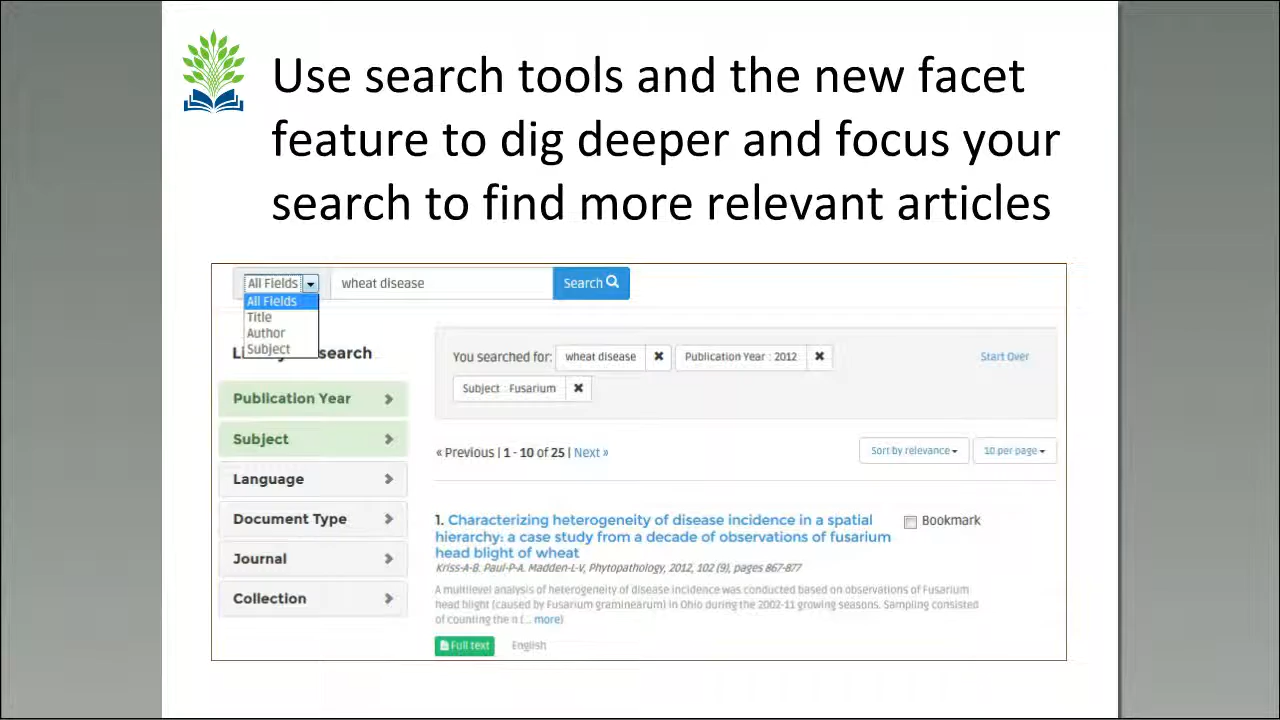 Use search tools and the new facet
feature to dig deeper and focus your
search to find more relevant articles
All Fields
wheat disease
Search
All Fields
Title
Author
Subject
search
Publication Year
Subject
Language
Document Type
Journal
Collection
You searched for: wheat disease ✖ Publication Year : 2012 ✖ Start Over
Subject : Fusarium ✖
« Previous | 1 - 10 of 25 | Next »
Sort by relevance
10 per page
1. Characterizing heterogeneity of disease incidence in a spatial
hierarchy: a case study from a decade of observations of fusarium
head blight of wheat
Bookmark
Kriss-A-B. Paul-P-A. Madden-L-V, Phytopathology, 2012, 102 (9), pages 867-877
A multilevel analysis of heterogeneity of disease incidence was conducted based on observations of Fusarium
head blight (caused by Fusarium graminearum) in Ohio during the 2002-11 growing seasons. Sampling consisted
of counting the n (... more)
Full text
English